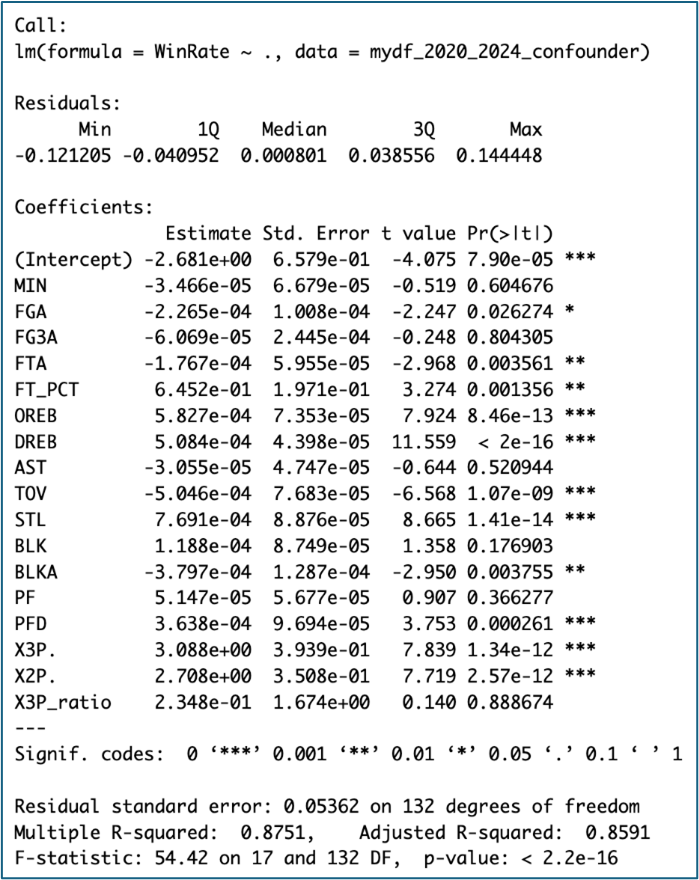 Call:
lm(formula = WinRate ~ ., data = mydf_2020_2024_confounder)
Residuals:
Min 1Q Median 3Q Max
-0.121205 -0.040952 0.000801 0.038556 0.144448
Coefficients:
Estimate Std. Error t value Pr(>|t|)
(Intercept) -2.681e+00 6.579e-01 -4.075 7.90e-05 ***
MIN -3.466e-05 6.679e-05 -0.519 0.604676
FGA -2.265e-04 1.008e-04 -2.247 0.026274 *
FG3A -6.069e-05 2.445e-04 -0.248 0.804305
FTA -1.767e-04 5.955e-05 -2.968 0.003561 **
FT_PCT 6.452e-01 1.971e-01 3.274 0.001356 **
OREB 5.827e-04 7.353e-05 7.924 8.46e-13 ***
DREB 5.084e-04 4.398e-05 11.559 < 2e-16 ***
AST -3.055e-05 4.747e-05 -0.644 0.520944
TOV -5.046e-04 7.683e-05 -6.568 1.07e-09 ***
STL 7.691e-04 8.876e-05 8.665 1.41e-14 ***
BLK 1.188e-04 8.749e-05 1.358 0.176903
BLKA -3.797e-04 1.287e-04 -2.950 0.003755 **
PF 5.147e-05 5.677e-05 0.907 0.366277
PFD 3.638e-04 9.694e-05 3.753 0.000261 ***
X3P. 3.088e+00 3.939e-01 7.839 1.34e-12 ***
X2P. 2.708e+00 3.508e-01 7.719 2.57e-12 ***
X3P_ratio 2.348e-01 1.674e+00 0.140 0.888674
---
Signif. codes: 0 ‘***’ 0.001 ‘**’ 0.01 ‘*’ 0.05 ‘.’ 0.1 ‘ ’ 1
Residual standard error: 0.05362 on 132 degrees of freedom
Multiple R-squared: 0.8751, Adjusted R-squared: 0.8591
F-statistic: 54.42 on 17 and 132 DF, p-value: < 2.2e-16